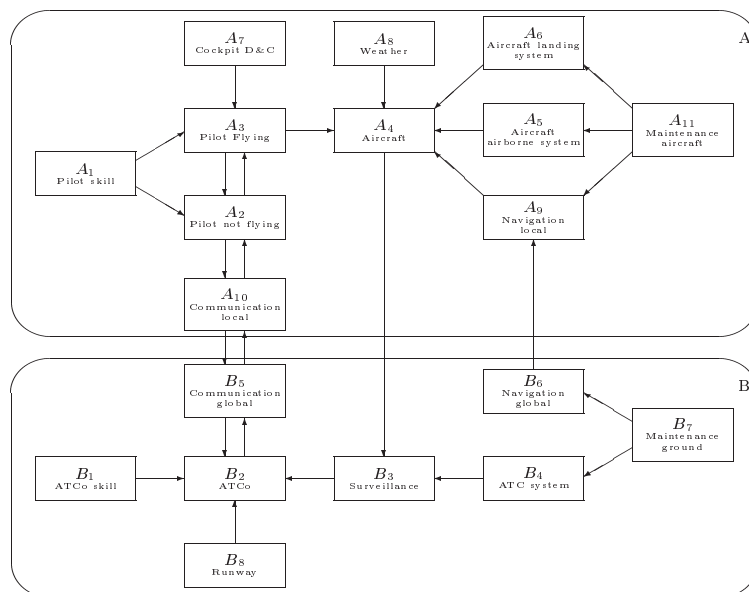 A
A7
Cockpit D&C
A8
Weather
A6
Aircraft landing
system
A3
Pilot Flying
A4
Aircraft
A5
Aircraft
airborne system
A11
Maintenance
aircraft
A1
Pilot skill
A2
Pilot not flying
A9
Navigation
local
A10
Communication
local
B
B5
Communication
global
B6
Navigation
global
B7
Maintenance
ground
B1
ATCo skill
B2
ATCo
B3
Surveillance
B4
ATC system
B8
Runway